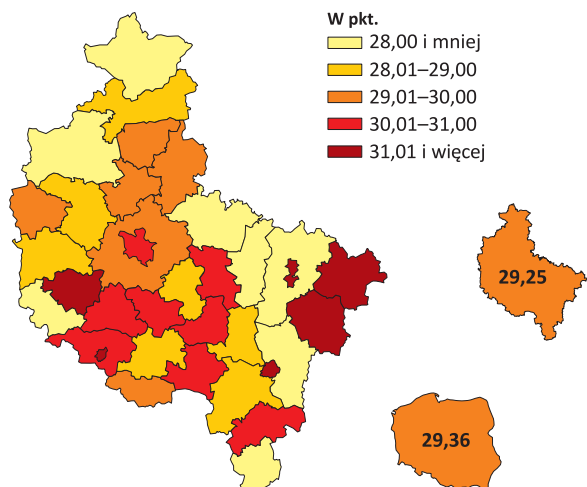 W pkt.
28,00 i mniej
28,01–29,00
29,01–30,00
30,01–31,00
31,01 i więcej
29,25
29,36